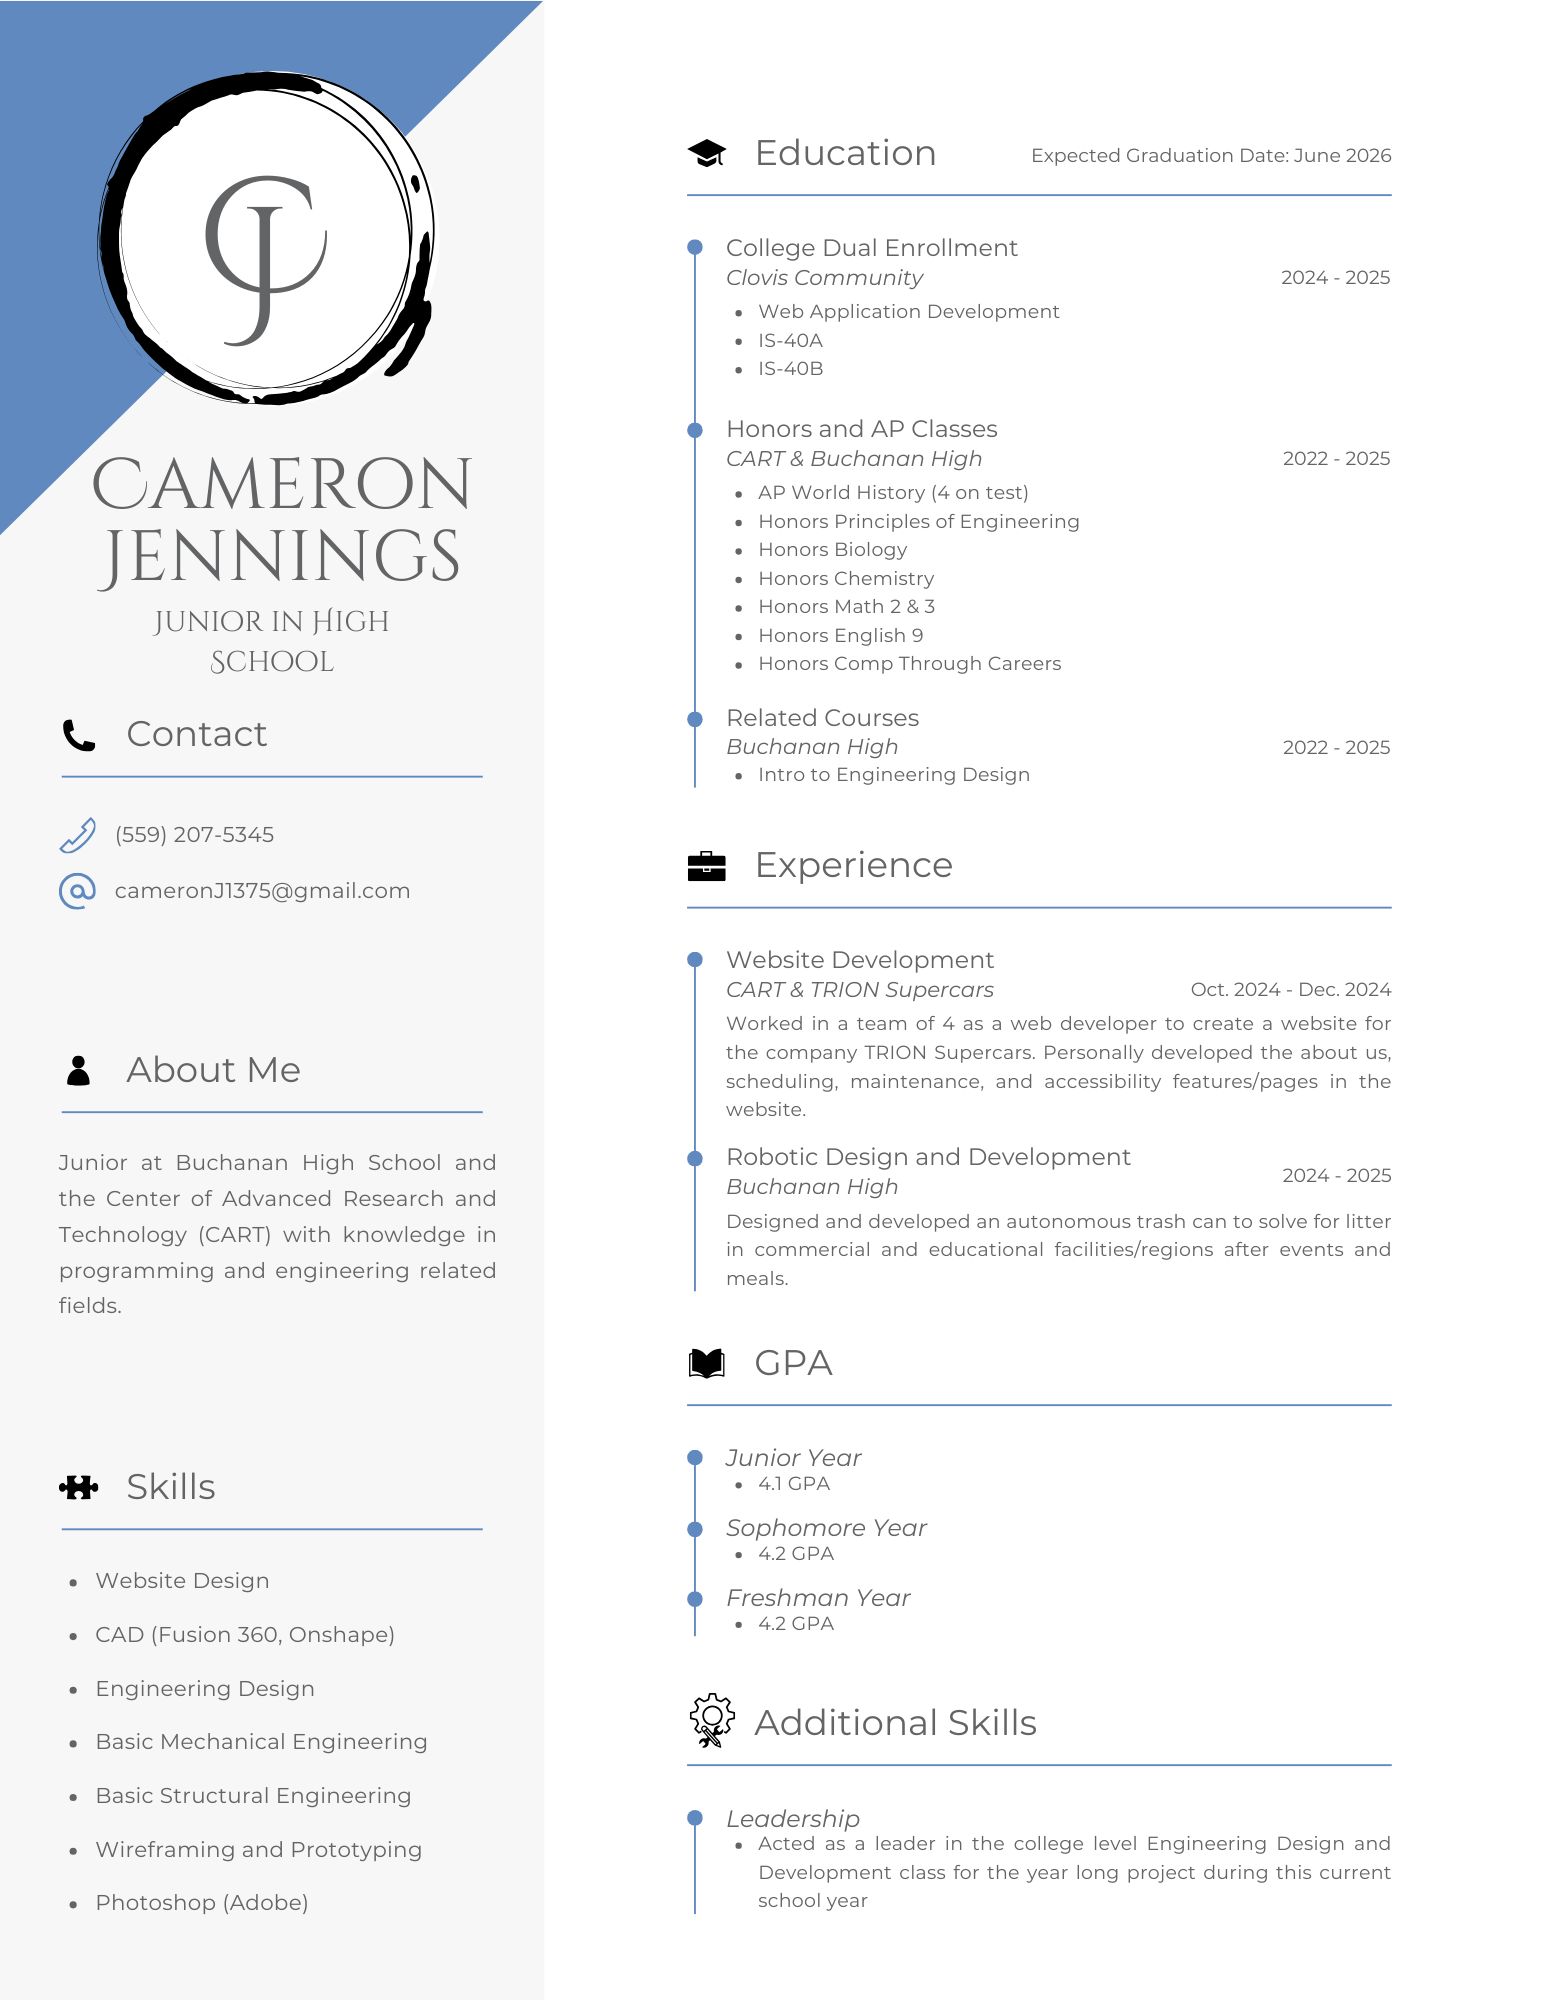 CJ
Cameron
Jennings
Junior in High
School
Contact
(559) 207-5345
cameronJ1375@gmail.com
About Me
Junior at Buchanan High School and
the Center of Advanced Research and
Technology (CART) with knowledge in
programming and engineering related
fields.
Skills
• Website Design
• CAD (Fusion 360, Onshape)
• Engineering Design
• Basic Mechanical Engineering
• Basic Structural Engineering
• Wireframing and Prototyping
• Photoshop (Adobe)
Education Expected Graduation Date: June 2026
College Dual Enrollment
Clovis Community 2024 - 2025
• Web Application Development
• IS-40A
• IS-40B
Honors and AP Classes
CART & Buchanan High 2022 - 2025
• AP World History (4 on test)
• Honors Principles of Engineering
• Honors Biology
• Honors Chemistry
• Honors Math 2 & 3
• Honors English 9
• Honors Comp Through Careers
Related Courses
Buchanan High 2022 - 2025
• Intro to Engineering Design
Experience
Website Development
CART & TRION Supercars Oct. 2024 - Dec. 2024
Worked in a team of 4 as a web developer to create a website for
the company TRION Supercars. Personally developed the about us,
scheduling, maintenance, and accessibility features/pages in the
website.
Robotic Design and Development
2024 - 2025
Buchanan High
Designed and developed an autonomous trash can to solve for litter
in commercial and educational facilities/regions after events and
meals.
GPA
Junior Year
• 4.1 GPA
Sophomore Year
• 4.2 GPA
Freshman Year
• 4.2 GPA
Additional Skills
Leadership
• Acted as a leader in the college level Engineering Design and
Development class for the year long project during this current
school year